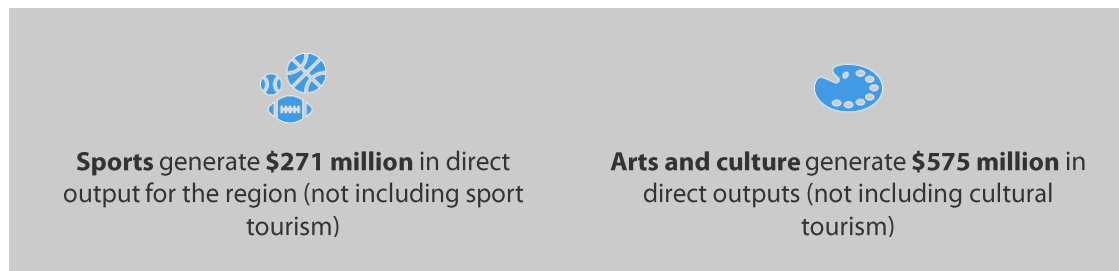 Sports generate $271 million in direct
output for the region (not including sport
tourism)
Arts and culture generate $575 million in
direct outputs (not including cultural
tourism)